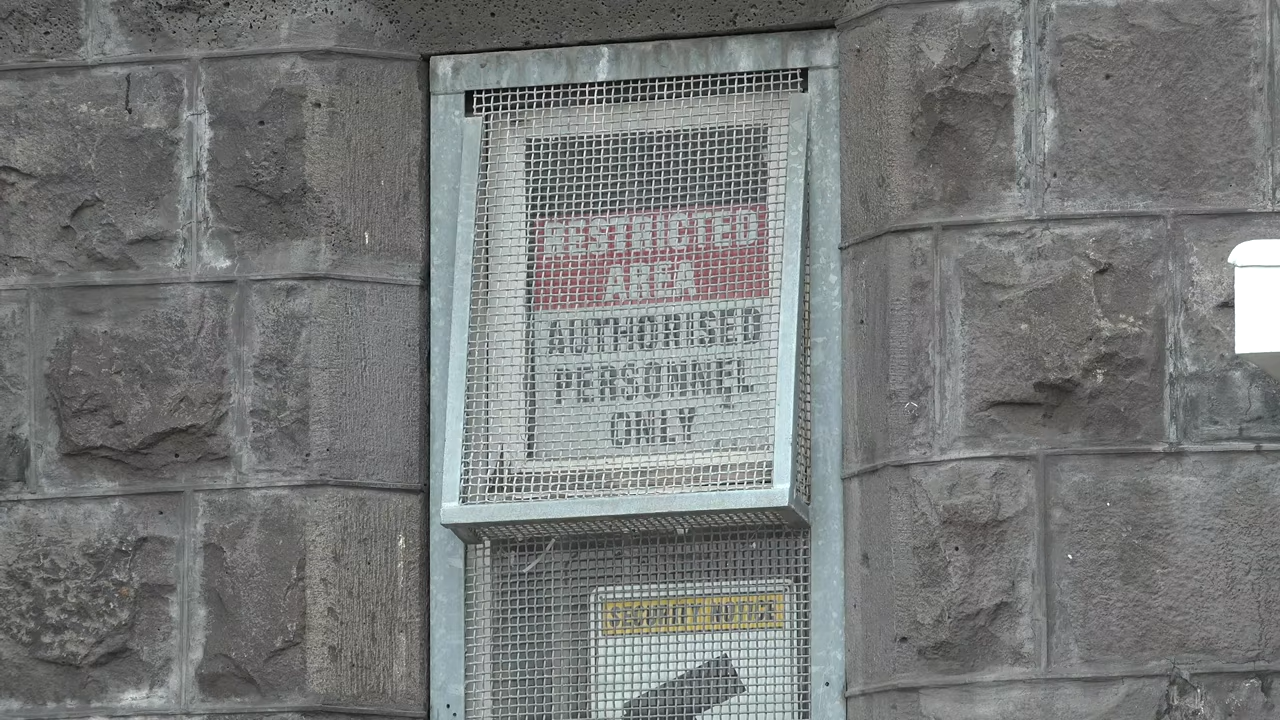 RESTRICTED
AREA
AUTHORISED
PERSONNEL
ONLY
SECURITY NOTICE